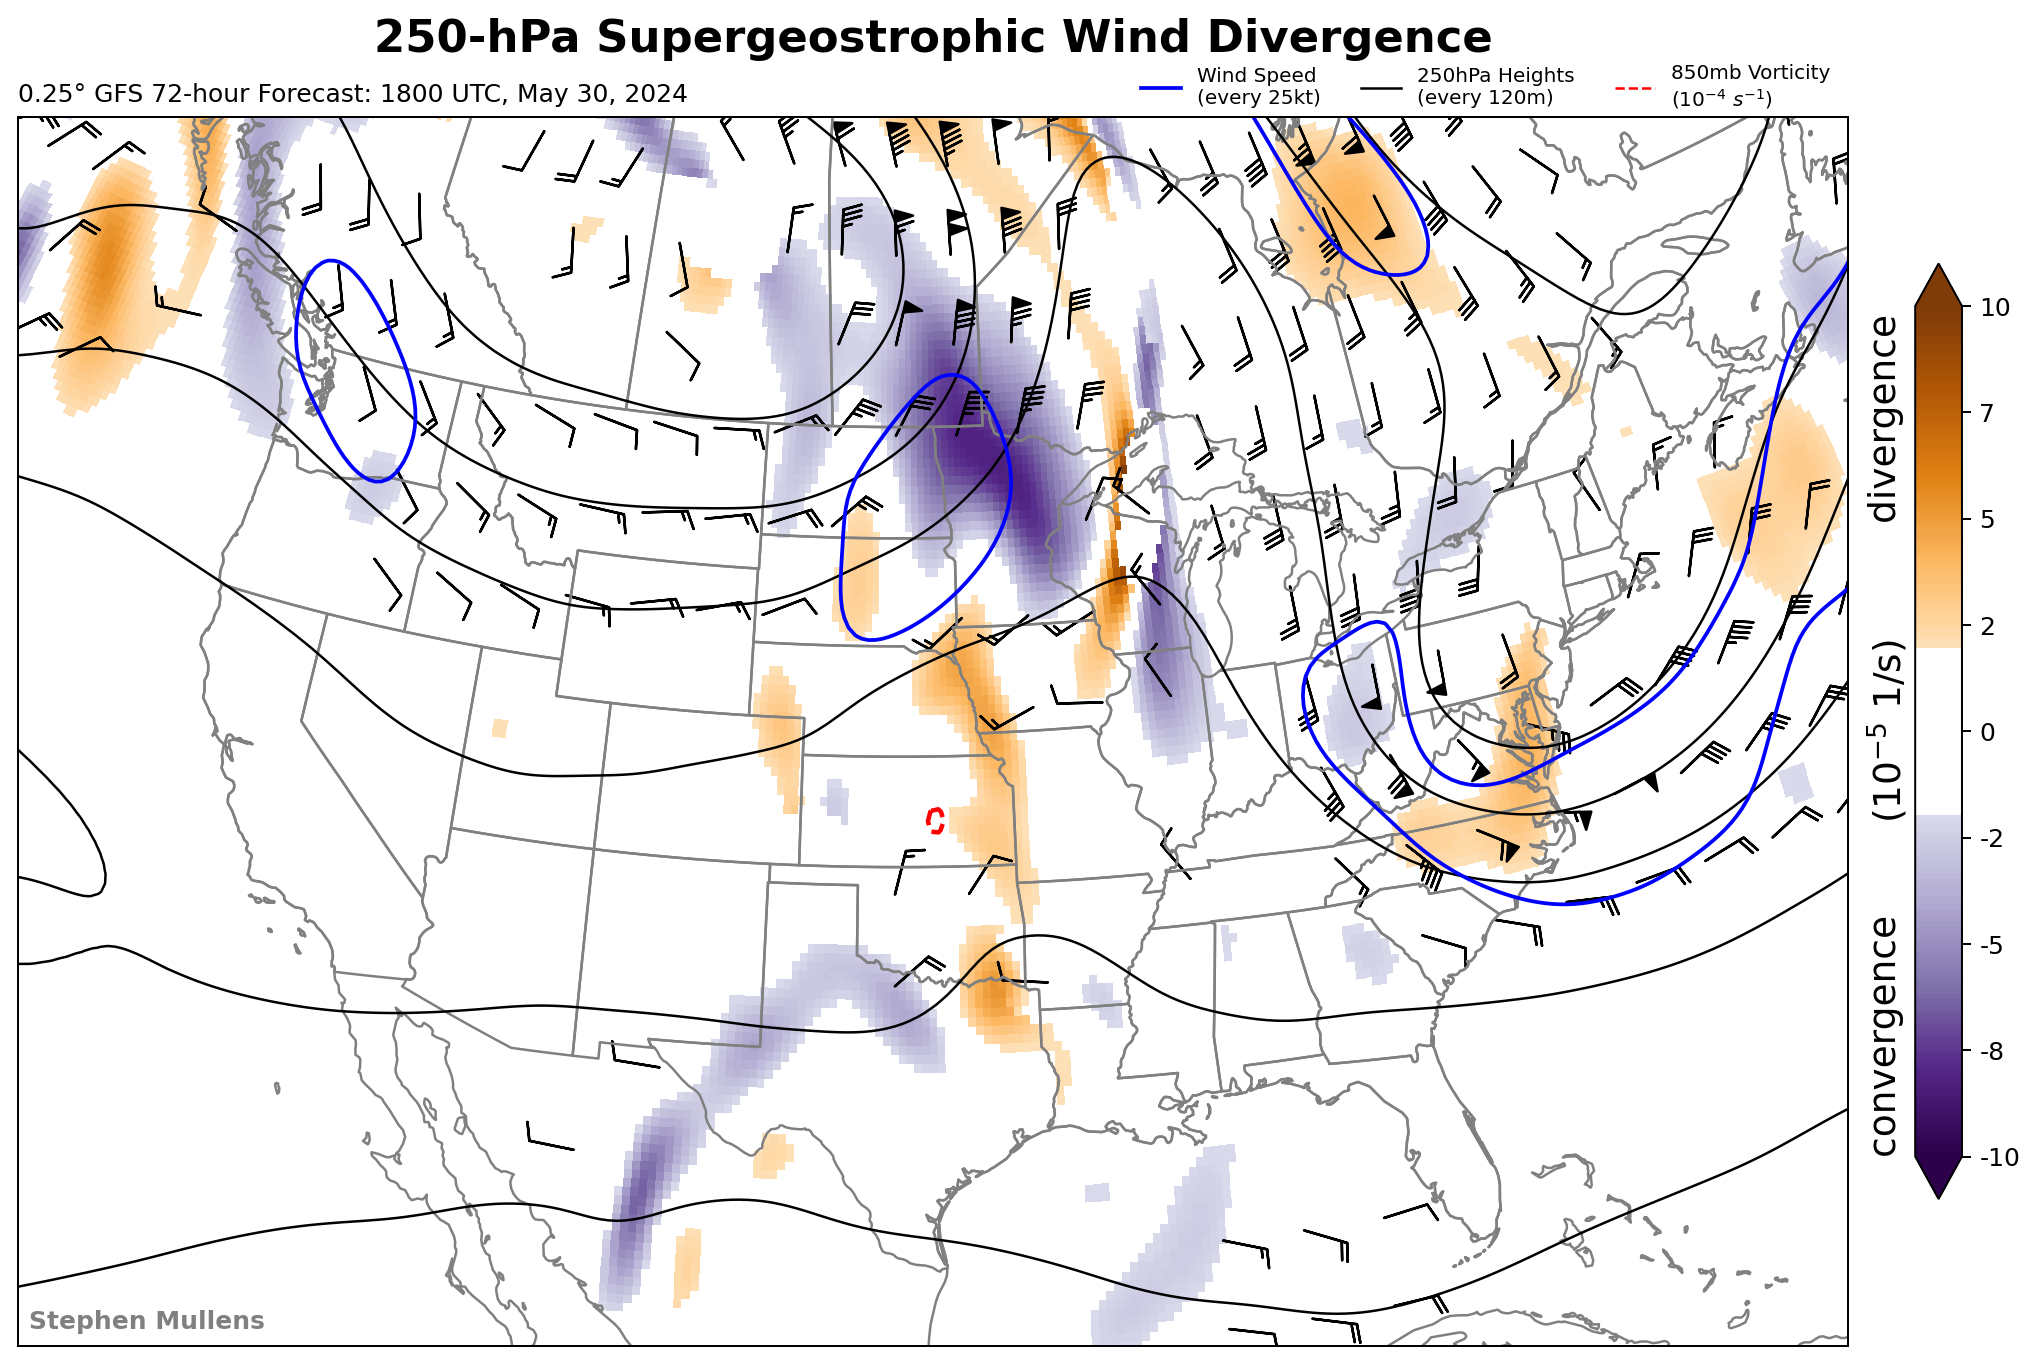 250-hPa Supergeostrophic Wind Divergence
0.25° GFS 72-hour Forecast: 1800 UTC, May 30, 2024
Wind Speed
(every 25kt)
250hPa Heights
(every 120m)
850mb Vorticity
(10⁻⁴ s⁻¹)
convergence (10⁻⁵ 1/s) divergence
10
7
5
2
0
-2
-5
-8
-10
Stephen Mullens